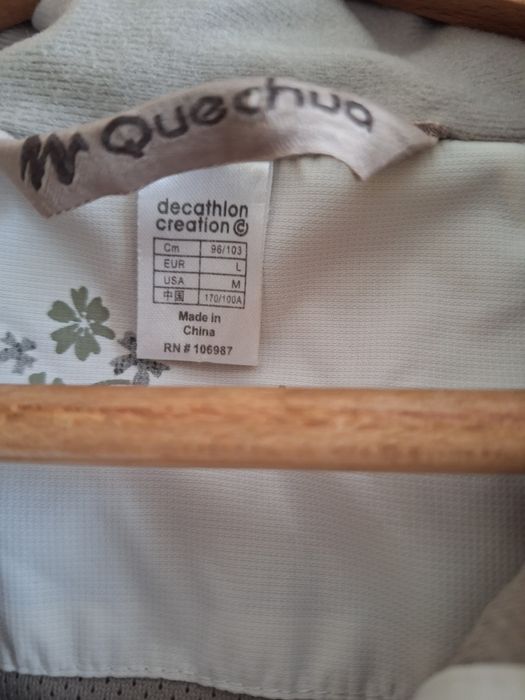 Quechua
decathlon
creation ©
Cm 96/103
EUR L
USA M
中国 170/100A
Made in
China
RN # 106987